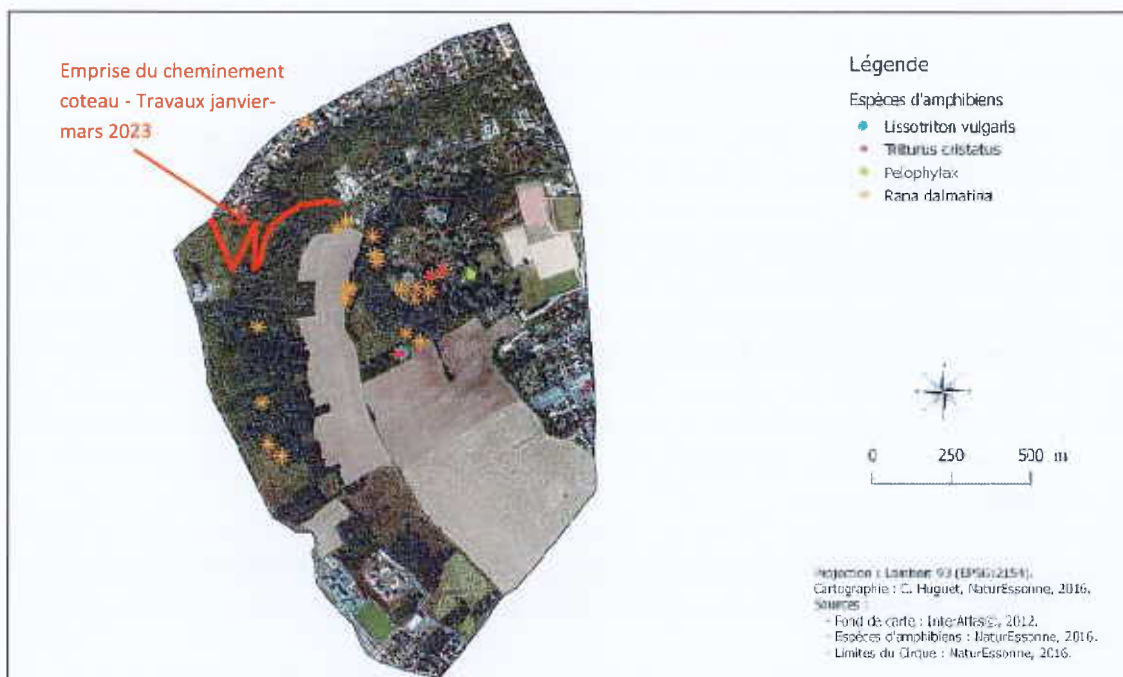 Emprise du cheminement
coteau - Travaux janvier-
mars 2023
Légende
Espèces d'amphibiens
Lissotriton vulgaris
Triturus cristatus
Pelophylax
Rana dalmatina
0 250 500 m
Projection : Lambert 93 (EPSG:2154).
Cartographie : C. Huguet, NaturEssonne, 2016.
Sources :
- Fond de carte : InterAtlas©, 2012.
- Espèces d'amphibiens : NaturEssonne, 2016.
- Limites du Cirque : NaturEssonne, 2016.